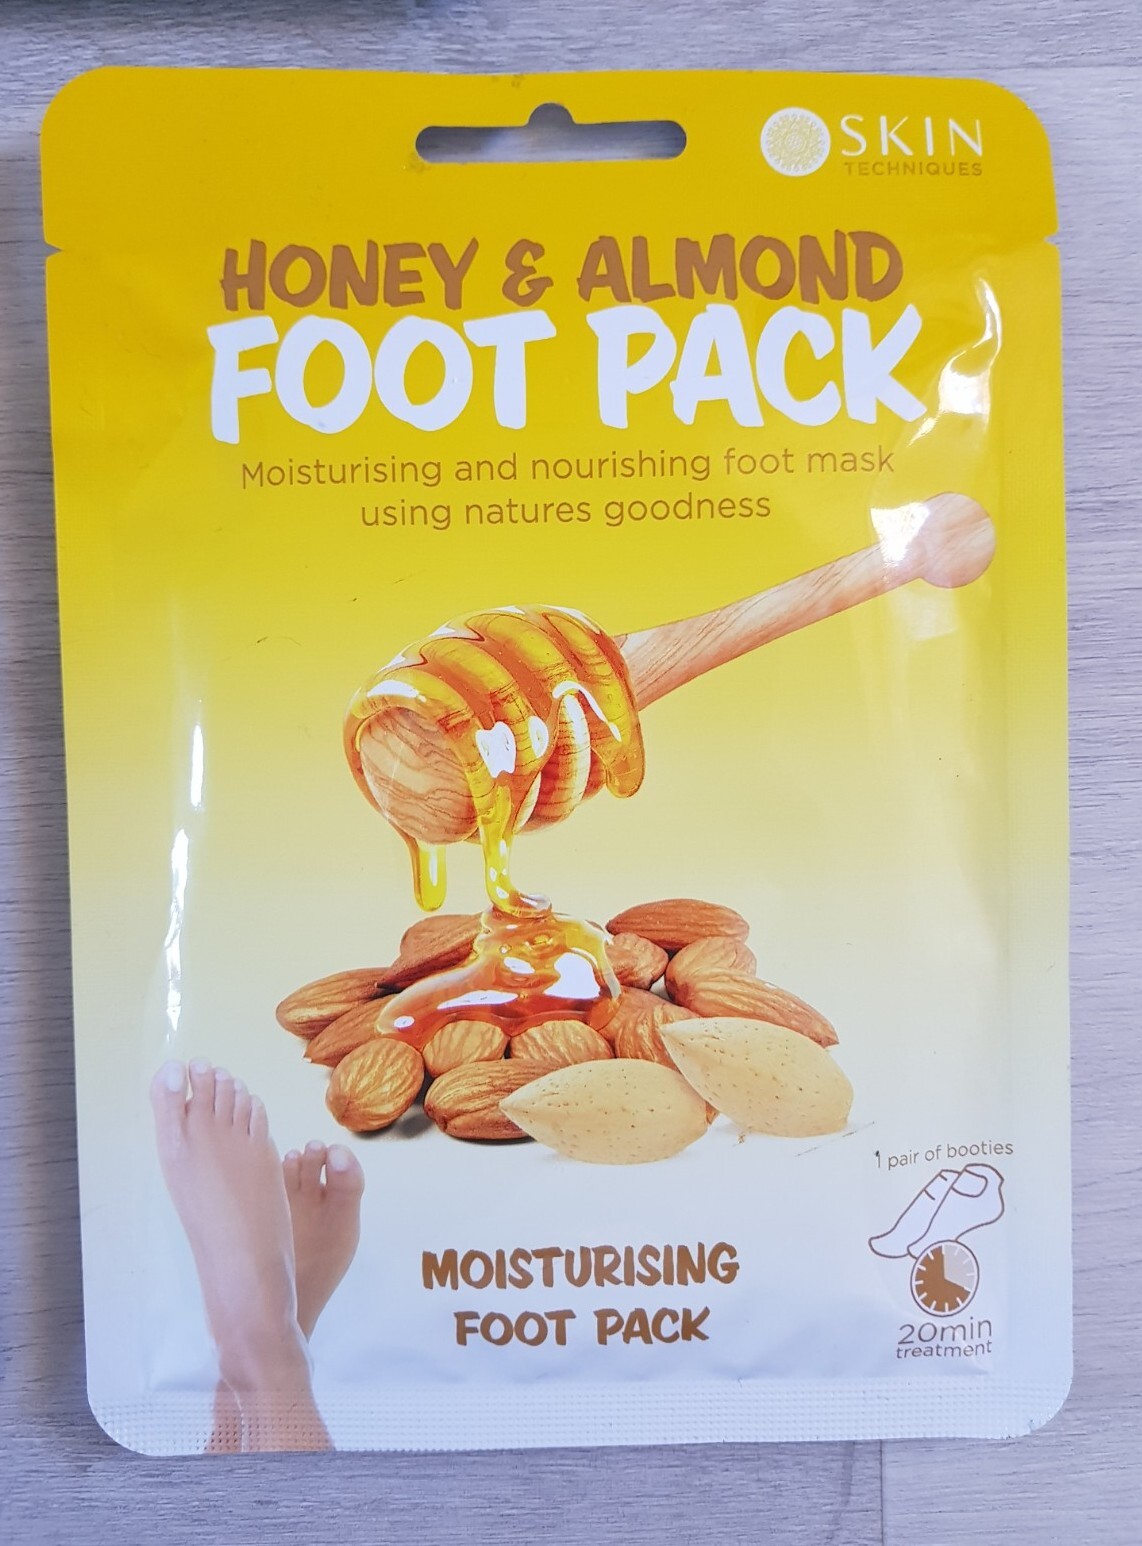 SKIN
TECHNIQUES
HONEY & ALMOND
FOOT PACK
Moisturising and nourishing foot mask
using natures goodness
1 pair of booties
MOISTURISING
FOOT PACK
20min
treatment